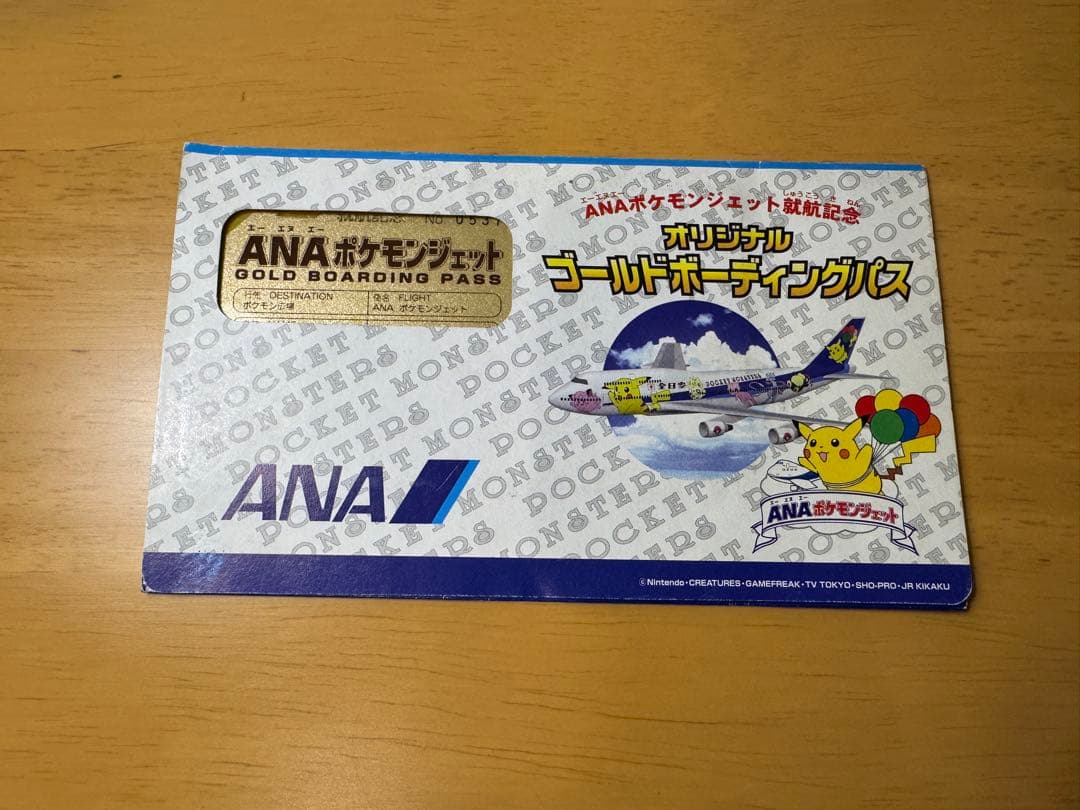 エーエヌエー しゅうこう き ねん
ANAポケモンジェット就航記念
オリジナル
ゴールドボーディングパス
No
エー エヌ エー
ANAポケモンジェット
GOLD BOARDING PASS
行先 DESTINATION
ポケモン広場
便名 FLIGHT
ANA ポケモンジェット
全日空 POCKET MONSTERS
ANA
エー エヌ エー
ANAポケモンジェット
POCKET MONSTERS
©Nintendo・CREATURES・GAMEFREAK・TV TOKYO・SHO-PRO・JR KIKAKU